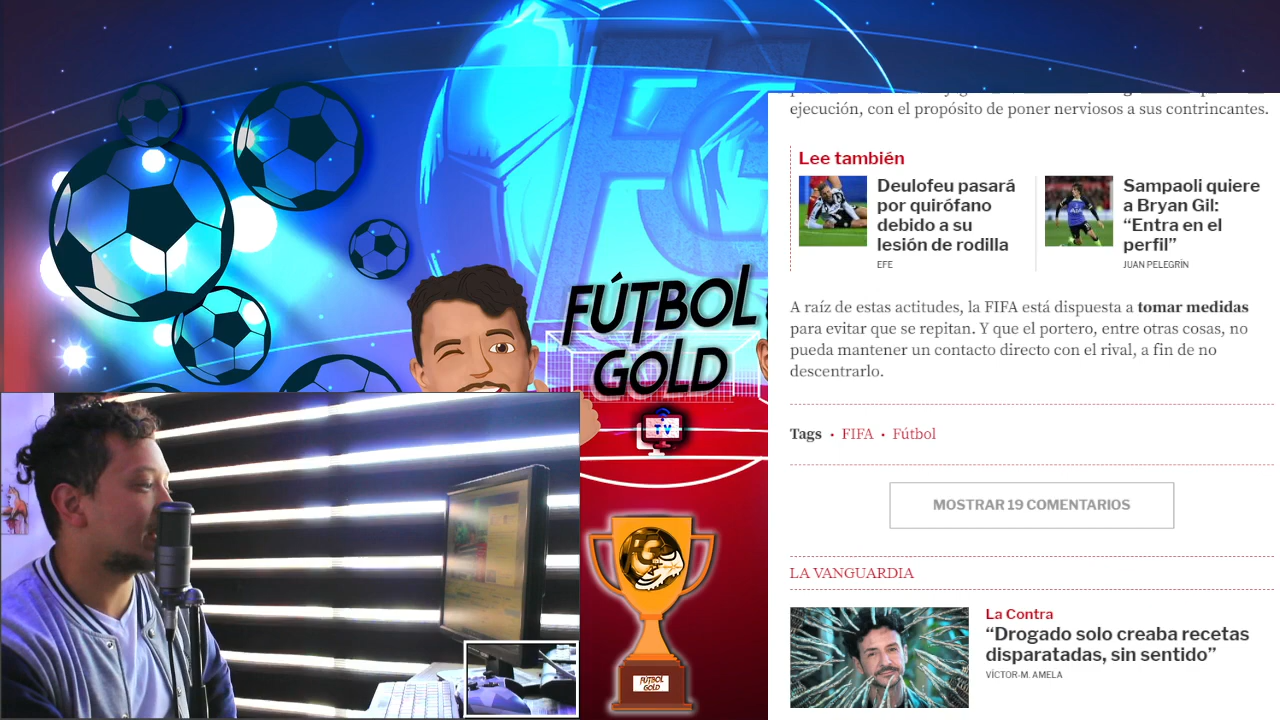 FG
FÚTBOL
GOLD
TV
FG
FÚTBOL
GOLD
ejecución, con el propósito de poner nerviosos a sus contrincantes.
Lee también
Deulofeu pasará
por quirófano
debido a su
lesión de rodilla
EFE
Sampaoli quiere
a Bryan Gil:
“Entra en el
perfil”
JUAN PELEGRÍN
A raíz de estas actitudes, la FIFA está dispuesta a tomar medidas
para evitar que se repitan. Y que el portero, entre otras cosas, no
pueda mantener un contacto directo con el rival, a fin de no
descentrarlo.
Tags • FIFA • Fútbol
MOSTRAR 19 COMENTARIOS
LA VANGUARDIA
La Contra
“Drogado solo creaba recetas
disparatadas, sin sentido”
VÍCTOR-M. AMELA